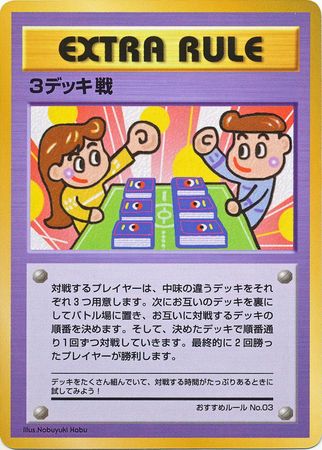 EXTRA RULE
3デッキ戦
対戦するプレイヤーは、中味の違うデッキをそれ
ぞれ3つ用意します。次にお互いのデッキを裏に
してバトル場に置き、お互いに対戦するデッキの
順番を決めます。そして、決めたデッキで順番通
り1回ずつ対戦していきます。最終的に2回勝っ
たプレイヤーが勝利します。
デッキをたくさん組んでいて、対戦する時間がたっぷりあるときに
試してみよう!
おすすめルール No.03
Illus.Nobuyuki Habu